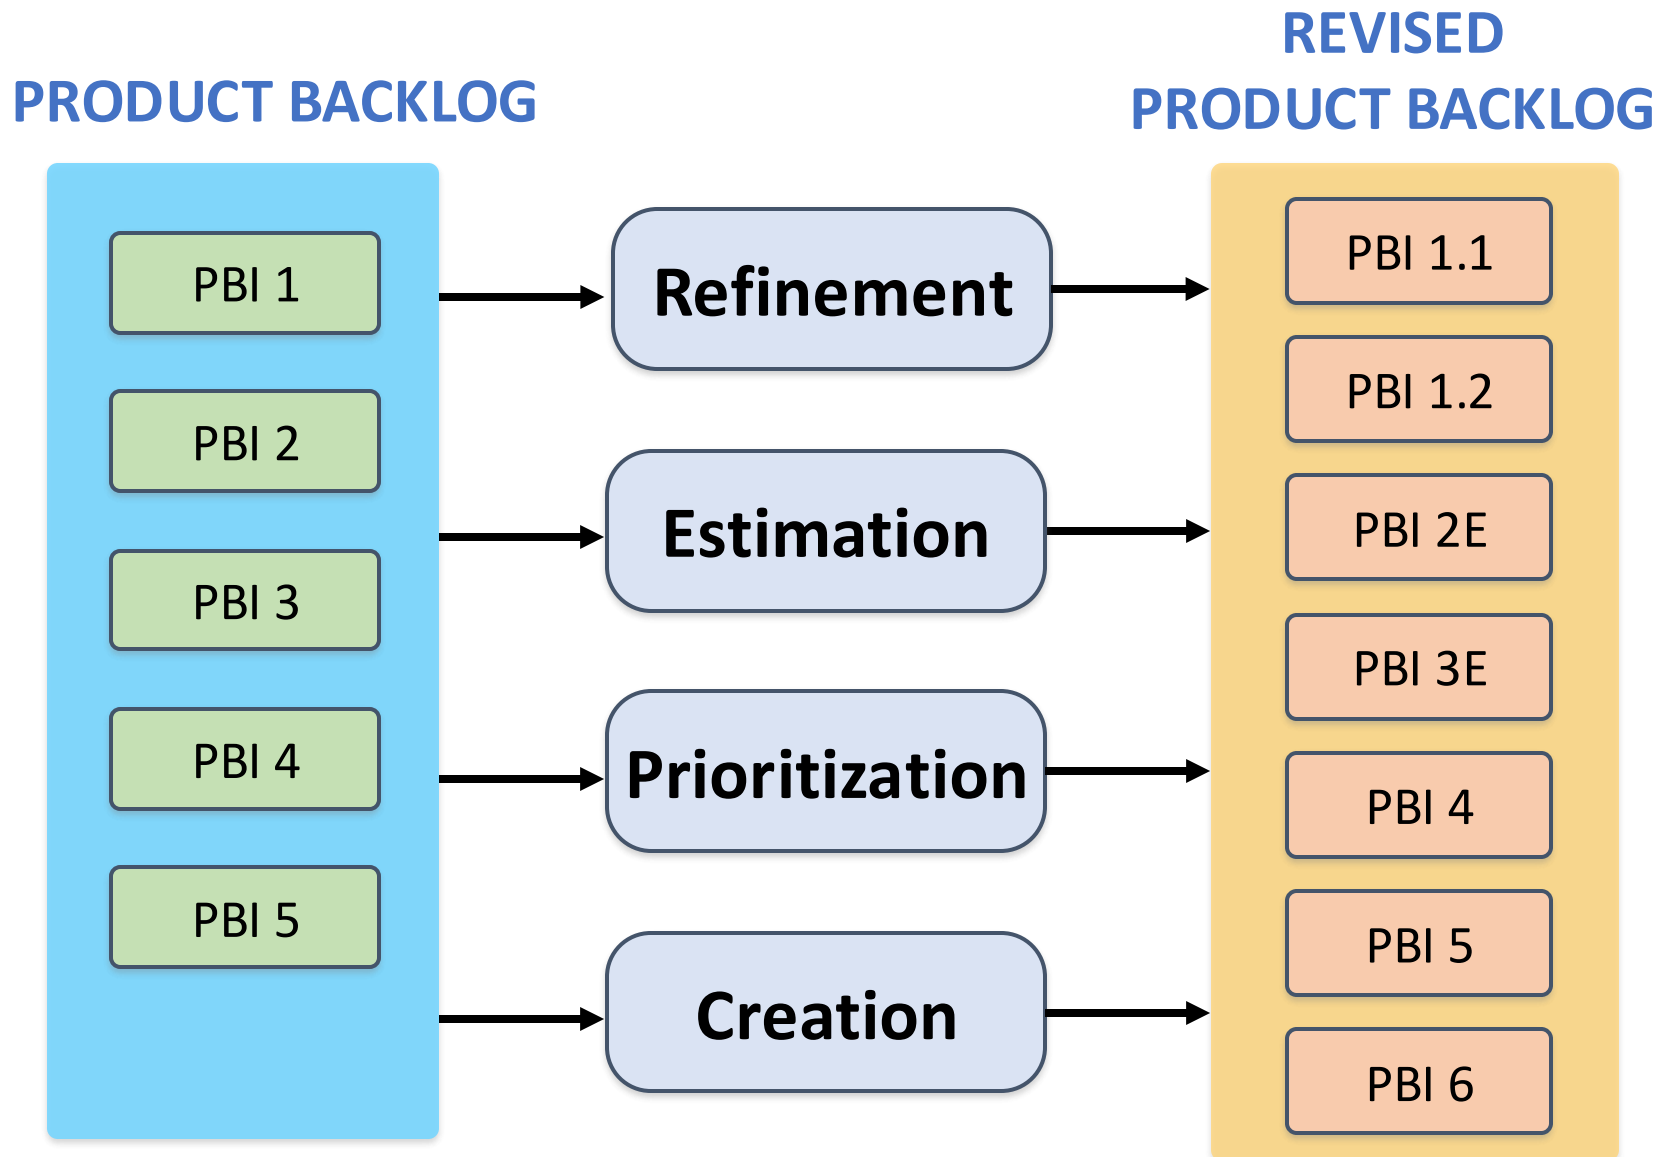 PRODUCT BACKLOG
PBI 1
PBI 2
PBI 3
PBI 4
PBI 5
Refinement
Estimation
Prioritization
Creation
REVISED
PRODUCT BACKLOG
PBI 1.1
PBI 1.2
PBI 2E
PBI 3E
PBI 4
PBI 5
PBI 6